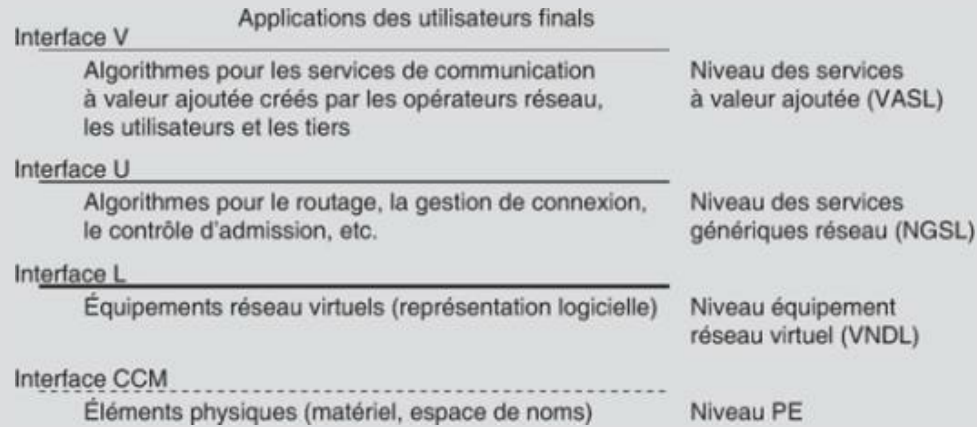 Applications des utilisateurs finals
Interface V
Algorithmes pour les services de communication
à valeur ajoutée créés par les opérateurs réseau,
les utilisateurs et les tiers
Niveau des services
à valeur ajoutée (VASL)
Interface U
Algorithmes pour le routage, la gestion de connexion,
le contrôle d'admission, etc.
Niveau des services
génériques réseau (NGSL)
Interface L
Équipements réseau virtuels (représentation logicielle)
Niveau équipement
réseau virtuel (VNDL)
Interface CCM
Éléments physiques (matériel, espace de noms)
Niveau PE